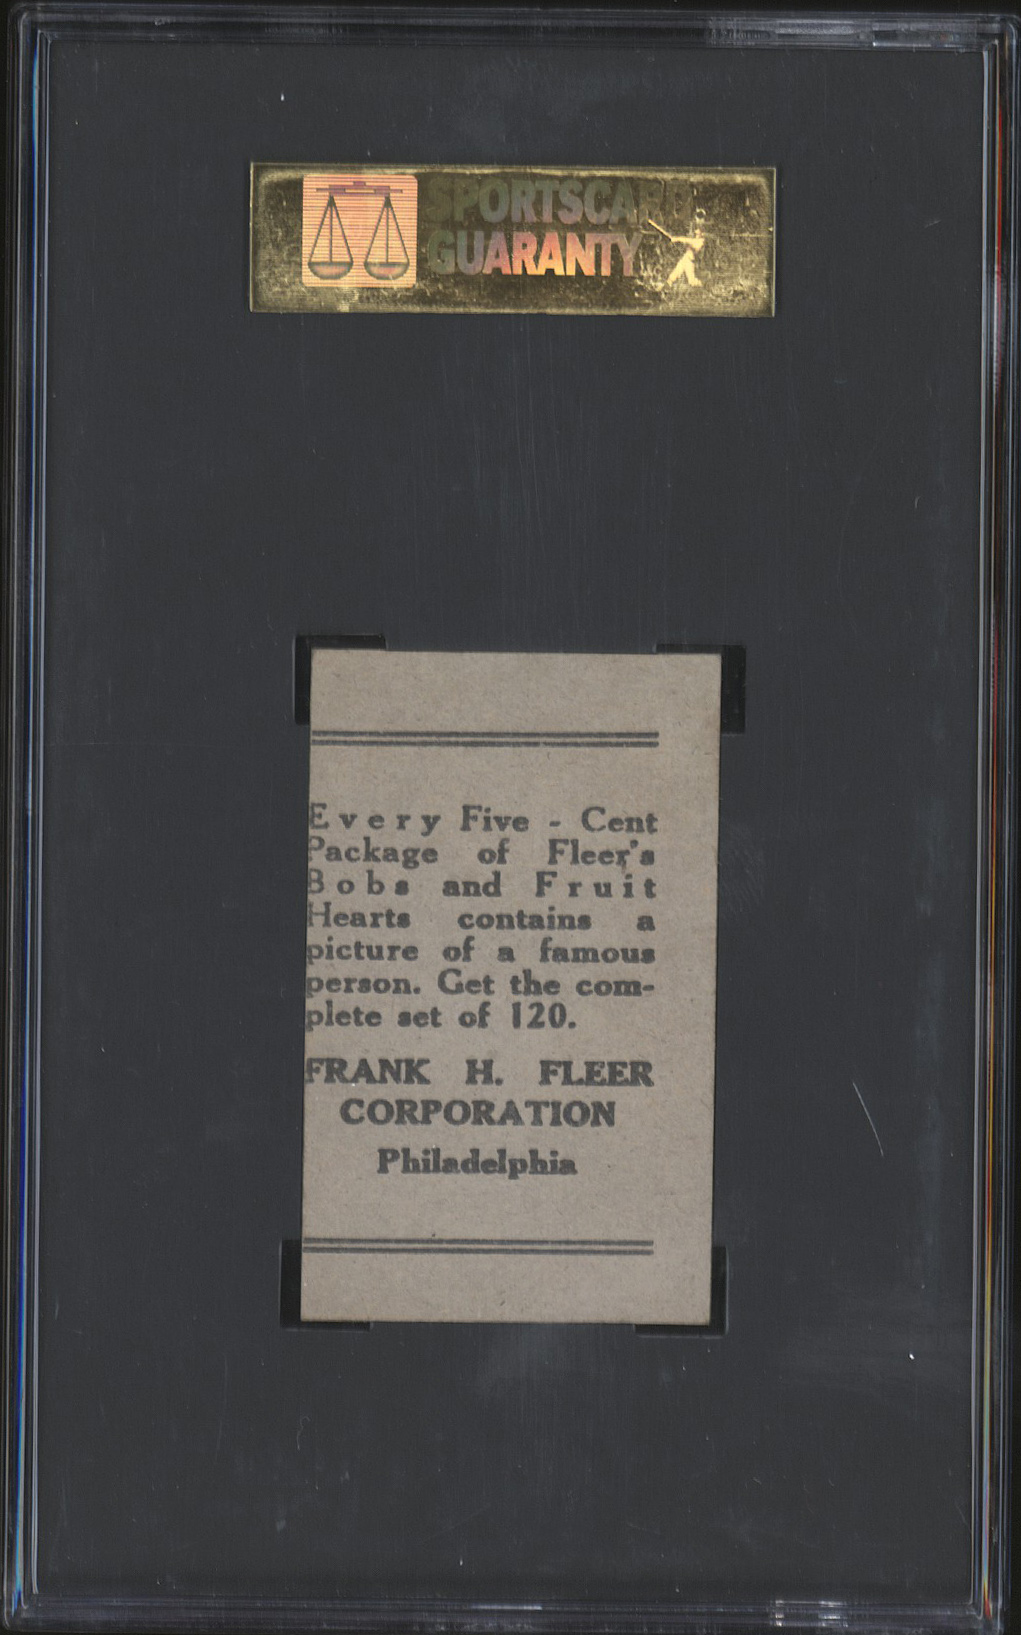 SPORTSCARD
GUARANTY
Every Five - Cent
Package of Fleer's
Bobs and Fruit
Hearts contains a
picture of a famous
person. Get the com-
plete set of 120.
FRANK H. FLEER
CORPORATION
Philadelphia